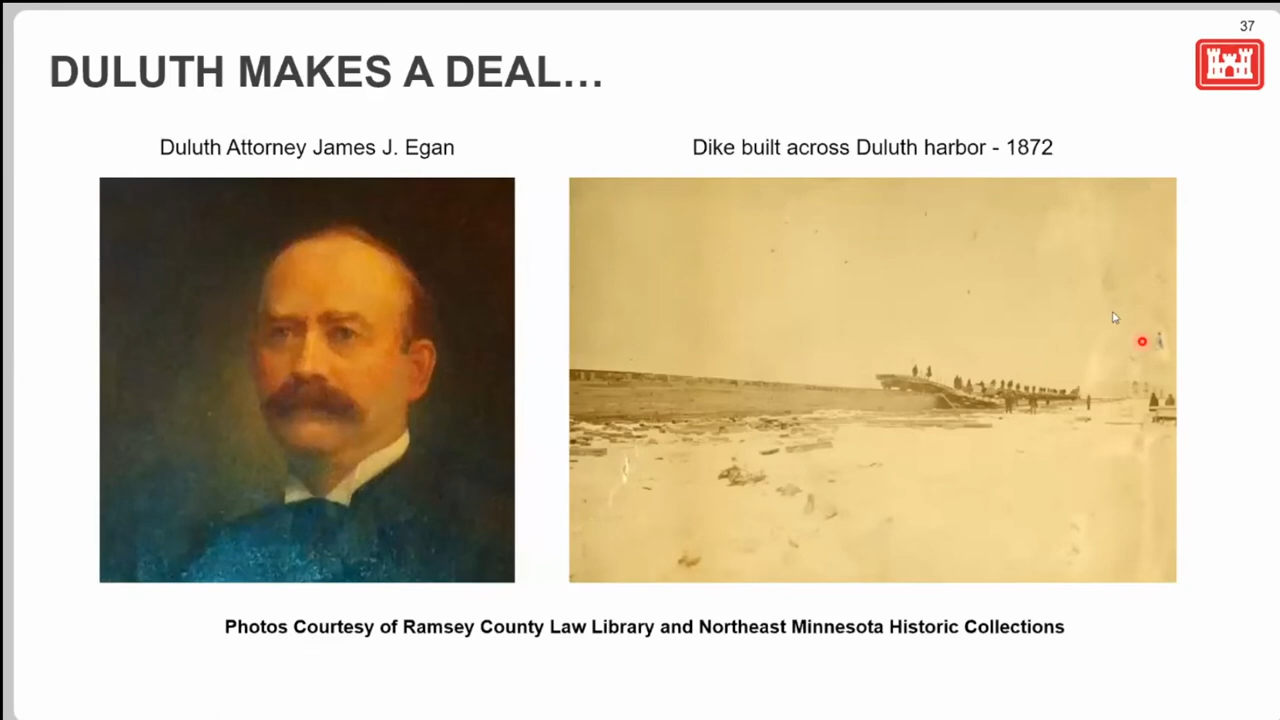 37
DULUTH MAKES A DEAL...
Duluth Attorney James J. Egan
Dike built across Duluth harbor - 1872
Photos Courtesy of Ramsey County Law Library and Northeast Minnesota Historic Collections